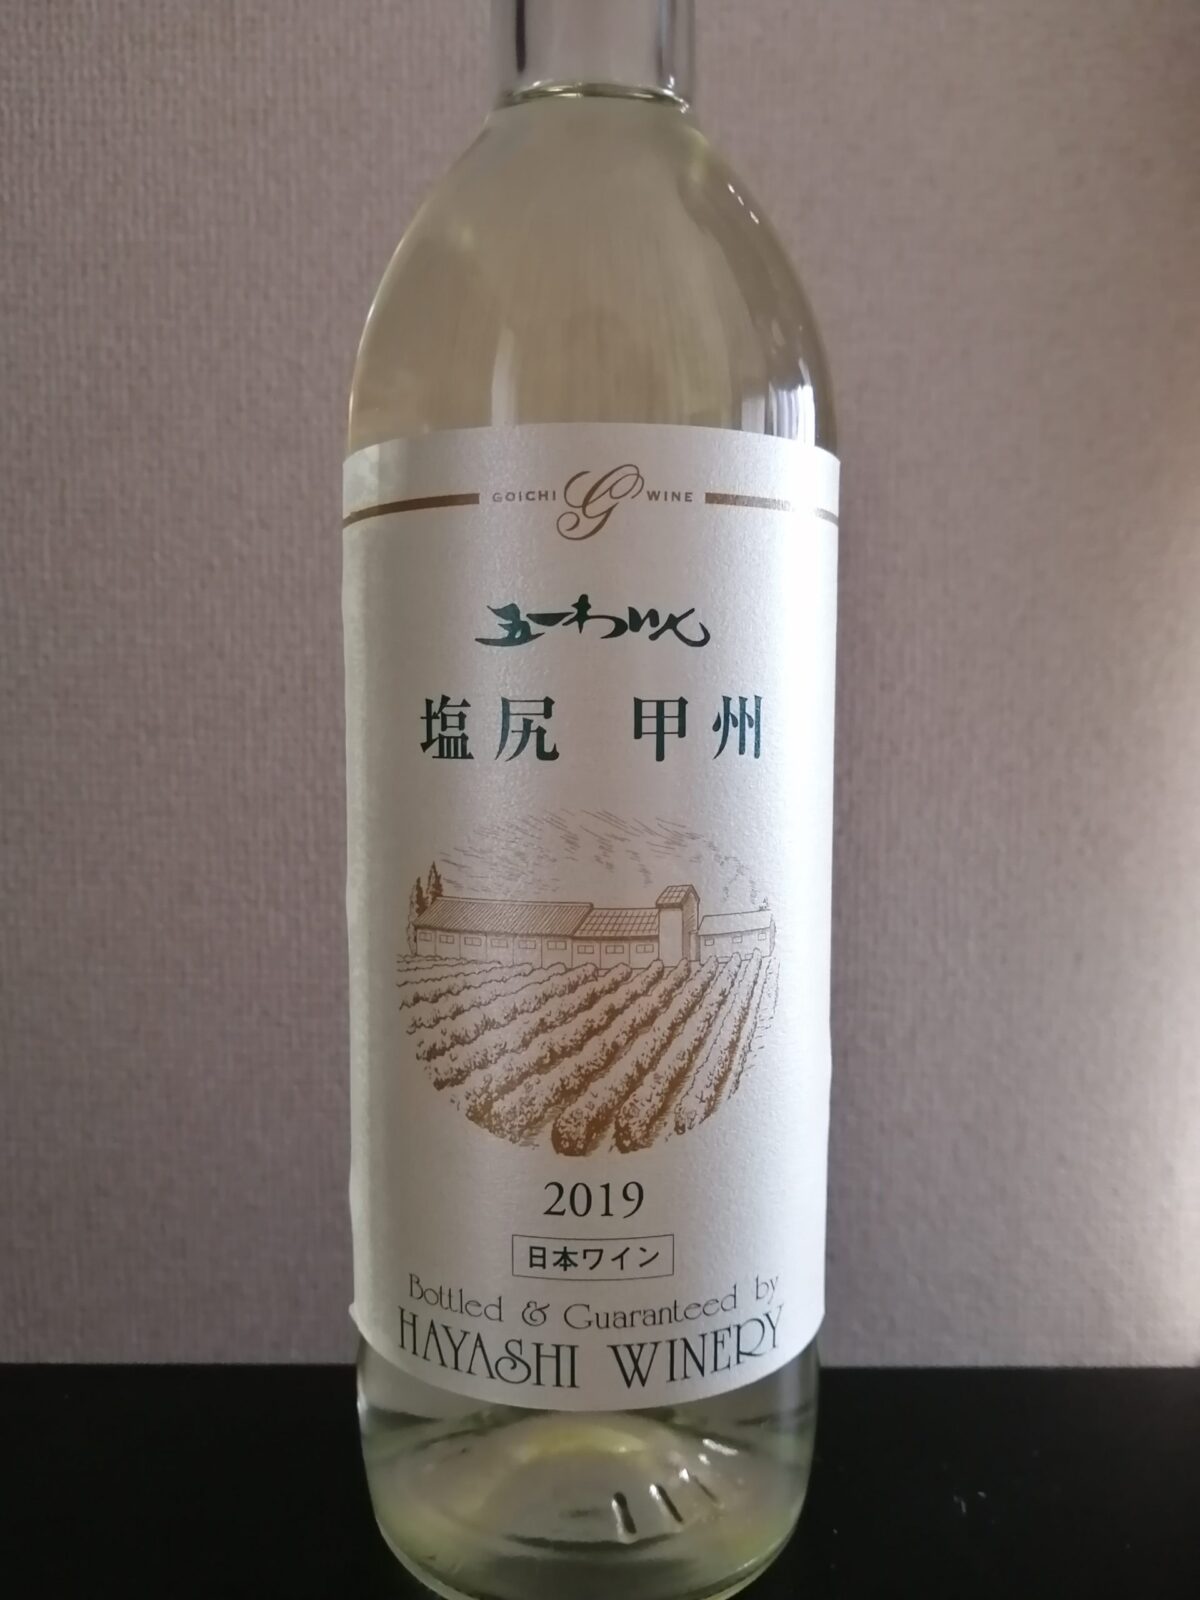 GOICHI G WINE
五一わいん
塩尻 甲州
2019
日本ワイン
Bottled & Guaranteed by
HAYASHI WINERY